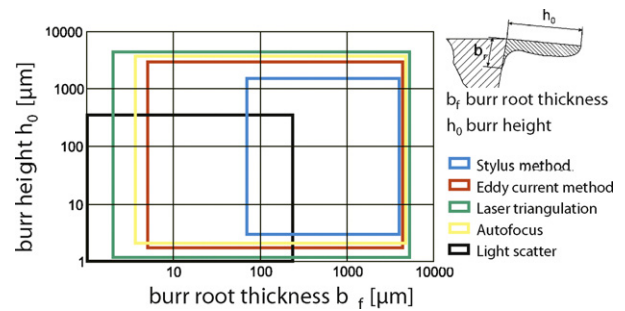 10000
1000
100
10
1
burr height h0 [µm]
10
100
1000
10000
burr root thickness b f [µm]
h0
bf
bf burr root thickness
h0 burr height
Stylus method.
Eddy current method
Laser triangulation
Autofocus
Light scatter